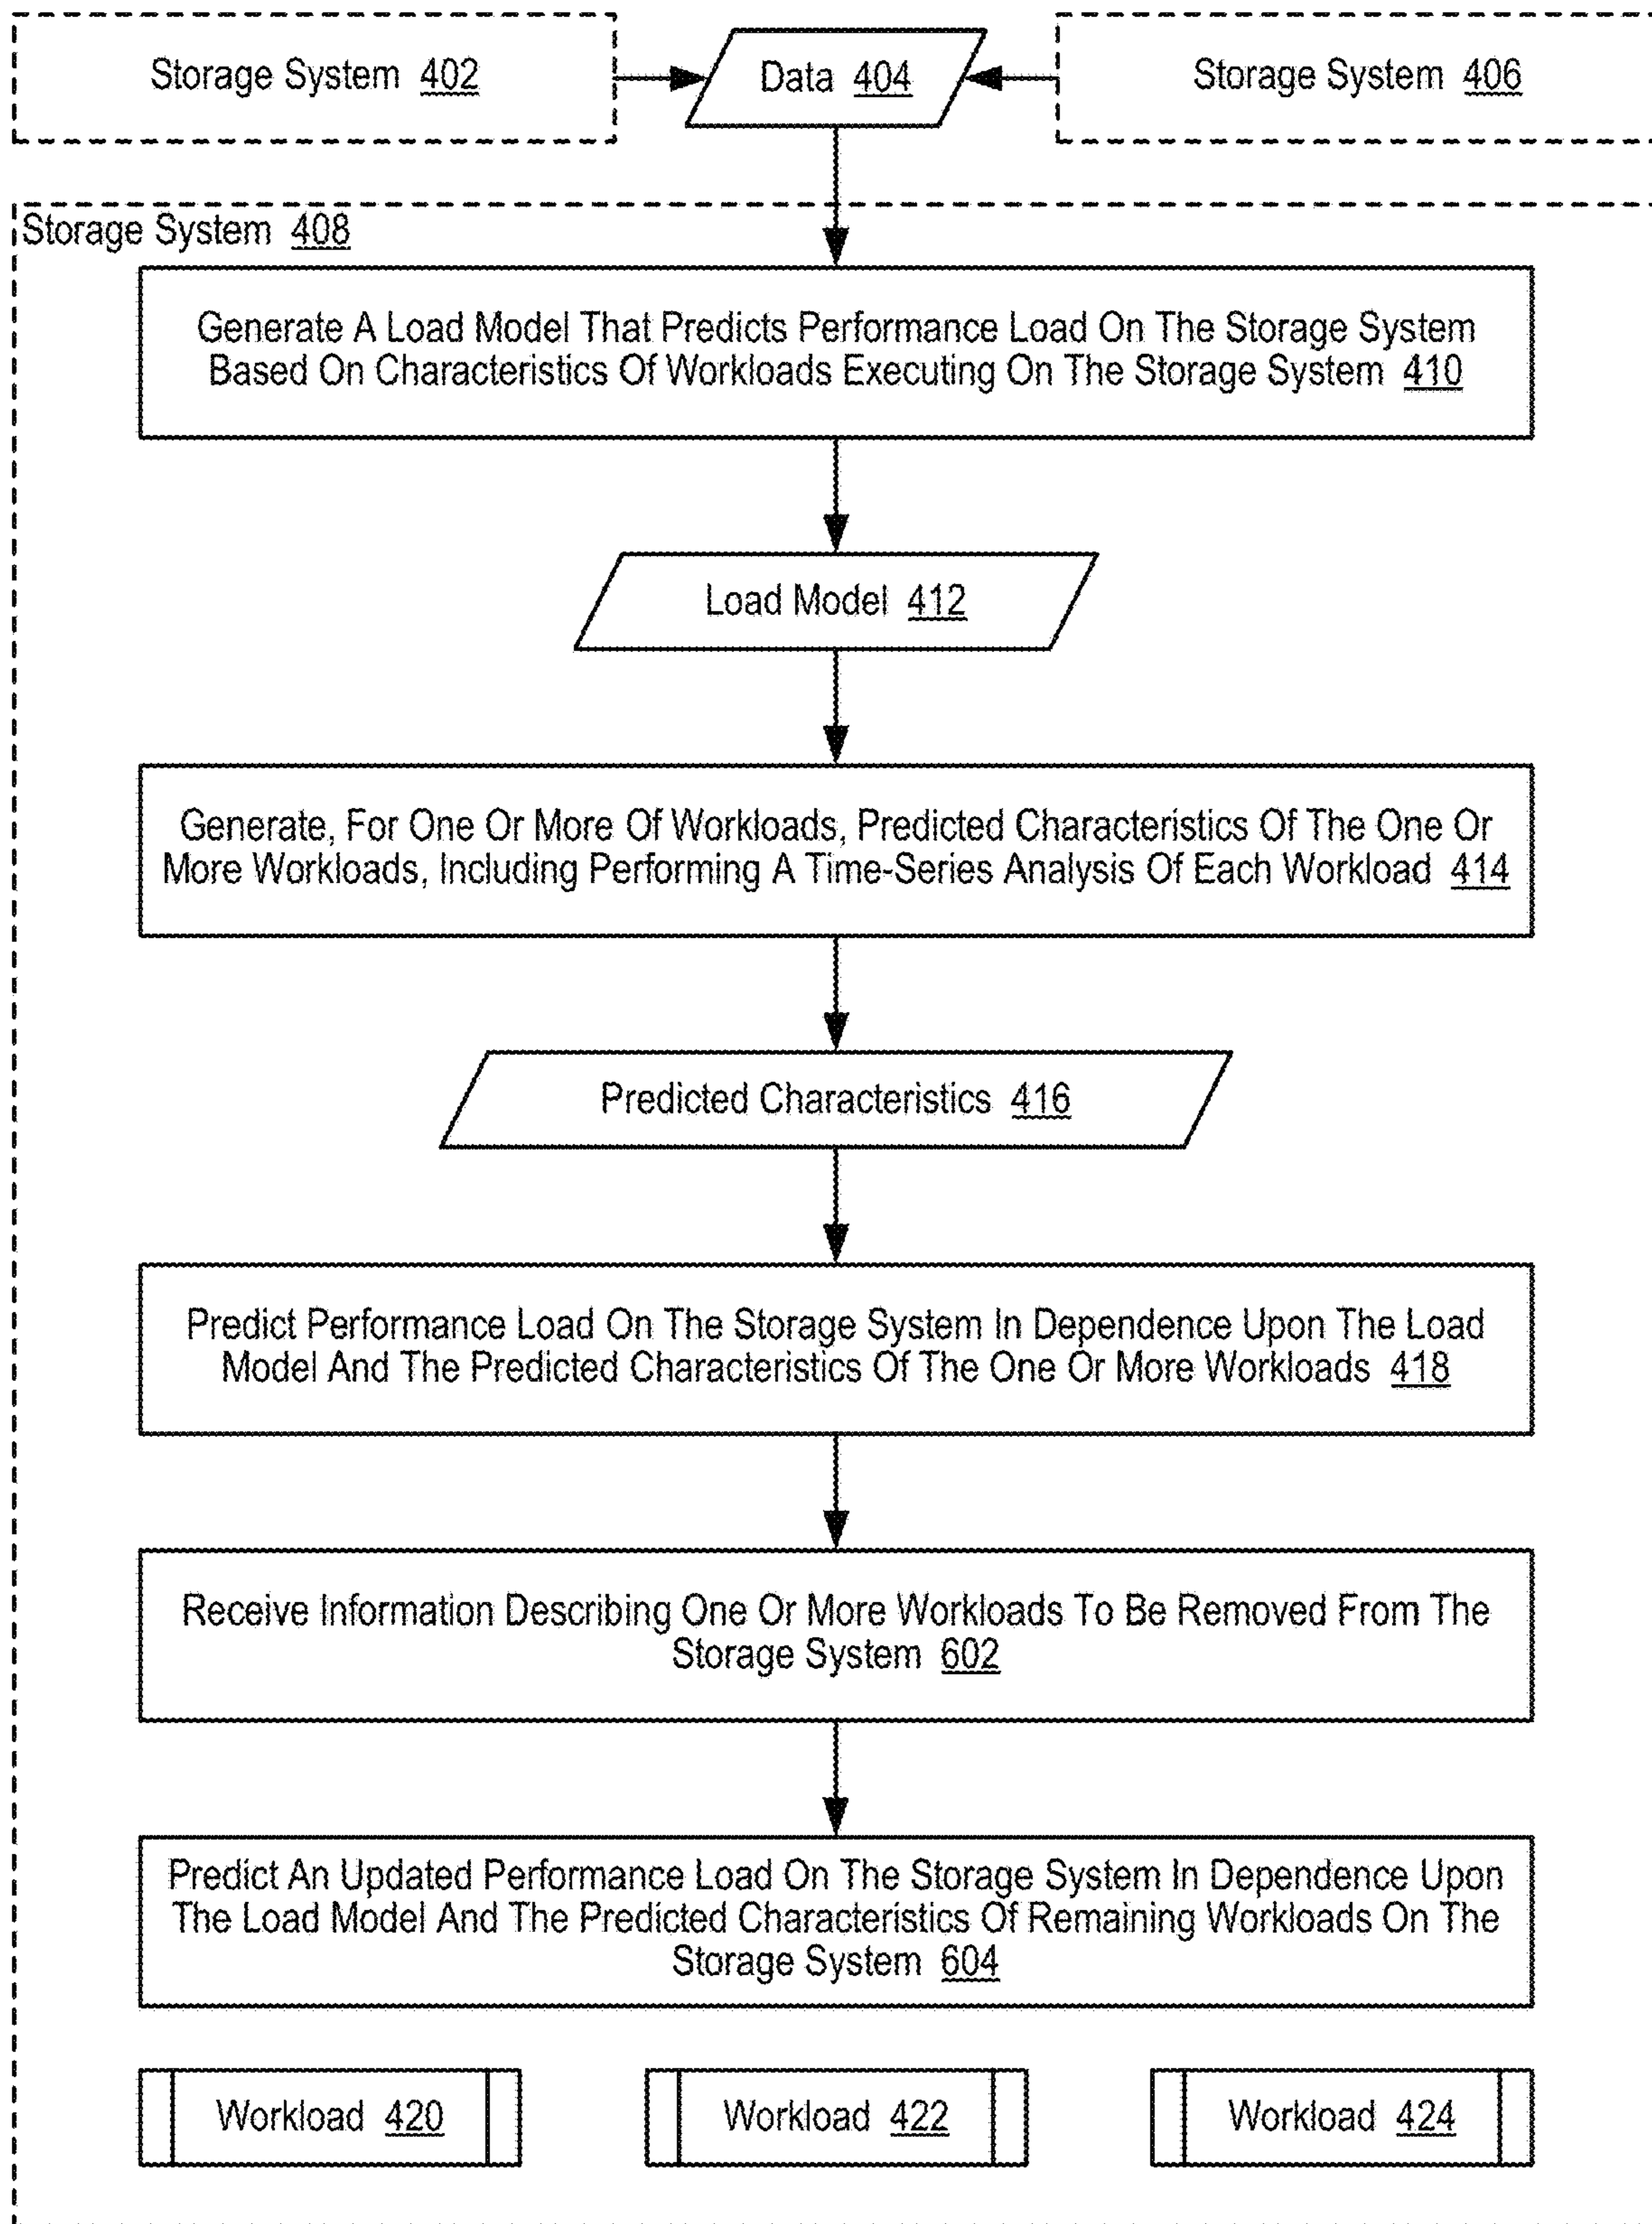 Storage System 402
Data 404
Storage System 406
Storage System 408
Generate A Load Model That Predicts Performance Load On The Storage System
Based On Characteristics Of Workloads Executing On The Storage System 410
Load Model 412
Generate, For One Or More Of Workloads, Predicted Characteristics Of The One Or
More Workloads, Including Performing A Time-Series Analysis Of Each Workload 414
Predicted Characteristics 416
Predict Performance Load On The Storage System In Dependence Upon The Load
Model And The Predicted Characteristics Of The One Or More Workloads 418
Receive Information Describing One Or More Workloads To Be Removed From The
Storage System 602
Predict An Updated Performance Load On The Storage System In Dependence Upon
The Load Model And The Predicted Characteristics Of Remaining Workloads On The
Storage System 604
Workload 420
Workload 422
Workload 424